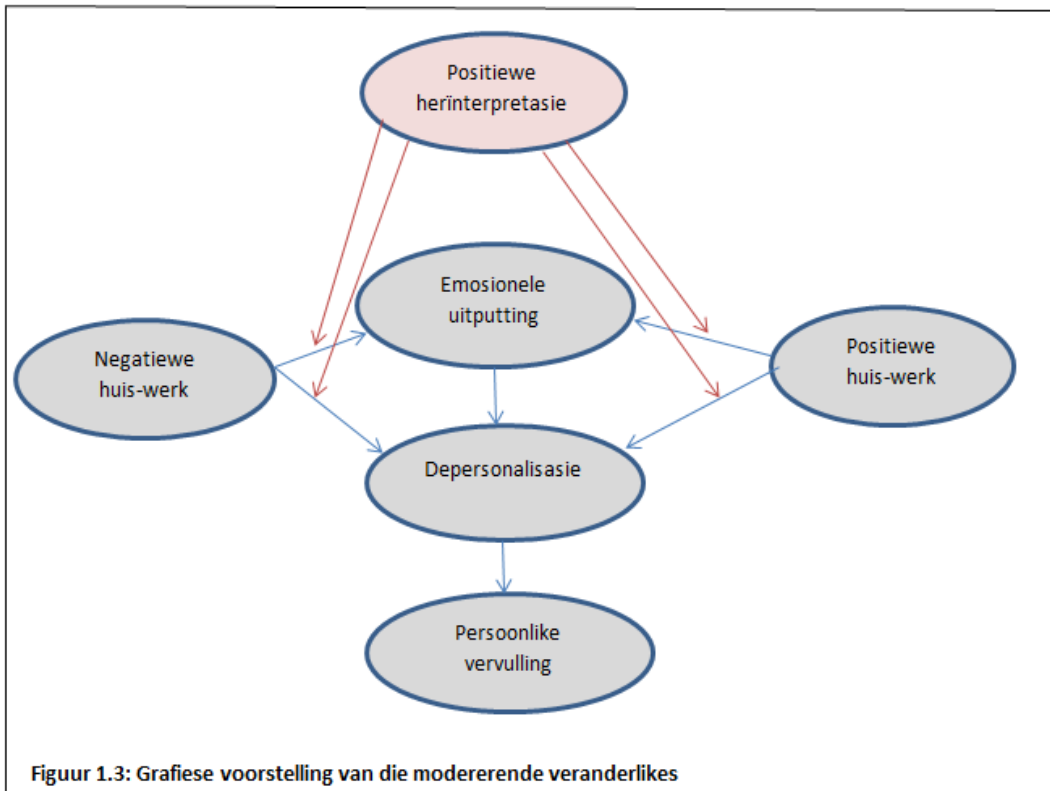 Positiewe
herïnterpretasie
Emosionele
uitputting
Negatiewe
huis-werk
Positiewe
huis-werk
Depersonalisasie
Persoonlike
vervulling
Figuur 1.3: Grafiese voorstelling van die modererende veranderlikes